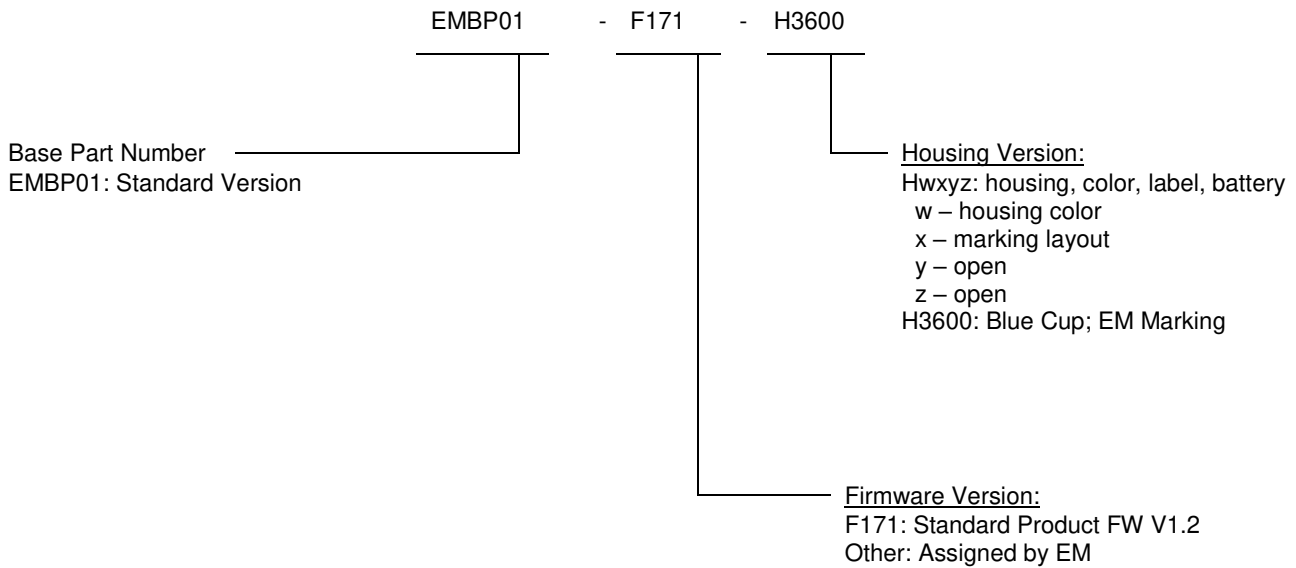 EMBP01 - F171 - H3600
Base Part Number
EMBP01: Standard Version
Housing Version:
Hwxyz: housing, color, label, battery
w – housing color
x – marking layout
y – open
z – open
H3600: Blue Cup; EM Marking
Firmware Version:
F171: Standard Product FW V1.2
Other: Assigned by EM